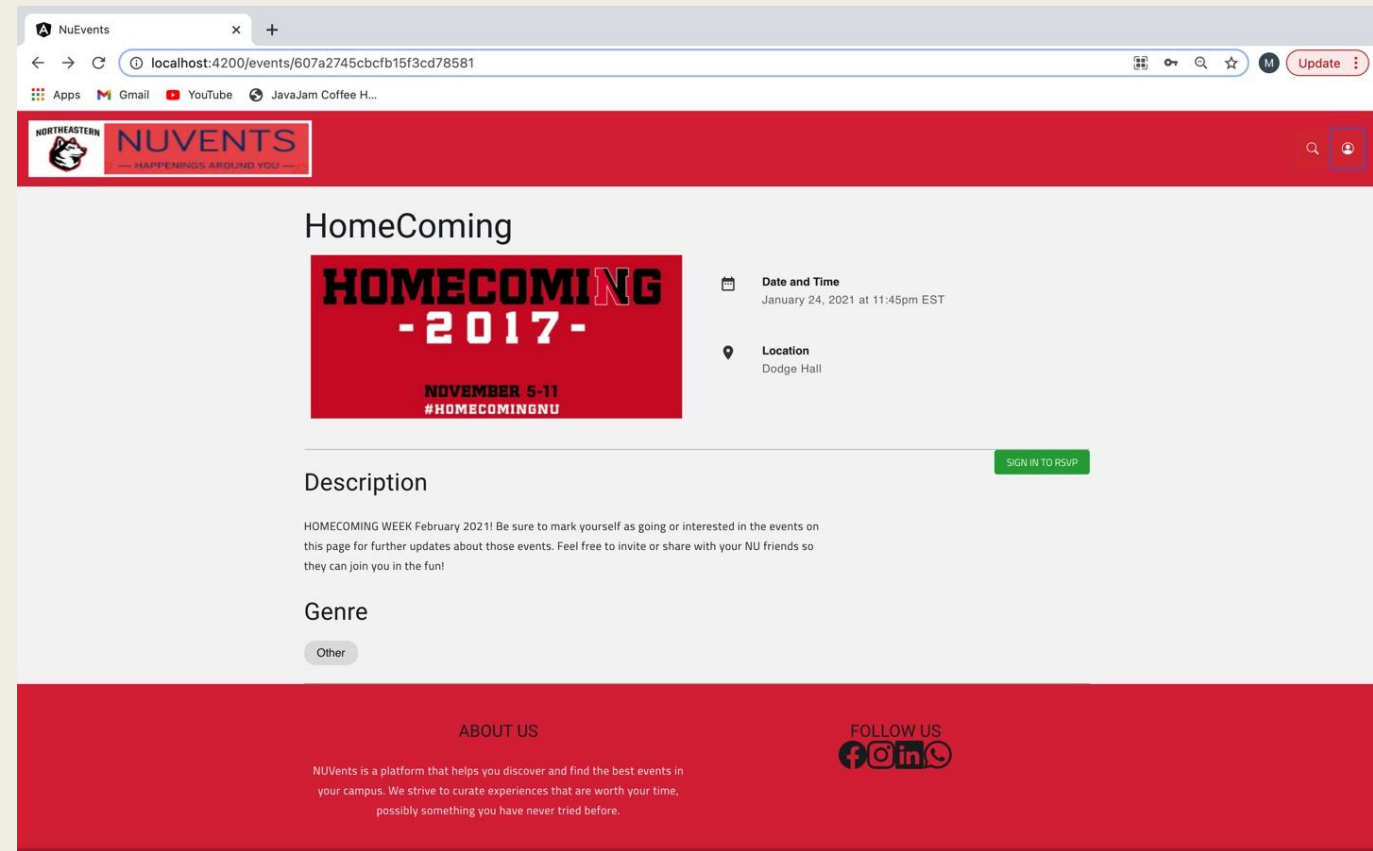 NuEvents
localhost:4200/events/607a2745cbcfb15f3cd78581
M
Update
Apps
Gmail
YouTube
JavaJam Coffee H...
NORTHEASTERN
NUVENTS
— HAPPENINGS AROUND YOU —
HomeComing
HOMECOMING
- 2017 -
NOVEMBER 5-11
#HOMECOMINGNU
Date and Time
January 24, 2021 at 11:45pm EST
Location
Dodge Hall
SIGN IN TO RSVP
Description
HOMECOMING WEEK February 2021! Be sure to mark yourself as going or interested in the events on
this page for further updates about those events. Feel free to invite or share with your NU friends so
they can join you in the fun!
Genre
Other
ABOUT US
NUVents is a platform that helps you discover and find the best events in
your campus. We strive to curate experiences that are worth your time,
possibly something you have never tried before.
FOLLOW US